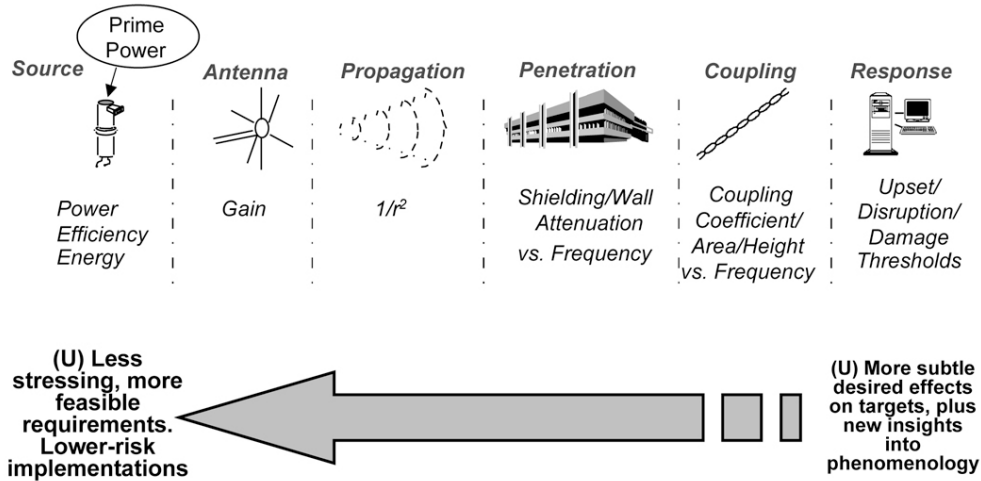 Prime
Power
Source
Antenna
Propagation
Penetration
Coupling
Response
Power
Efficiency
Energy
Gain
1/r²
Shielding/Wall
Attenuation
vs. Frequency
Coupling
Coefficient/
Area/Height
vs. Frequency
Upset/
Disruption/
Damage
Thresholds
(U) Less
stressing, more
feasible
requirements.
Lower-risk
implementations
(U) More subtle
desired effects
on targets, plus
new insights
into
phenomenology